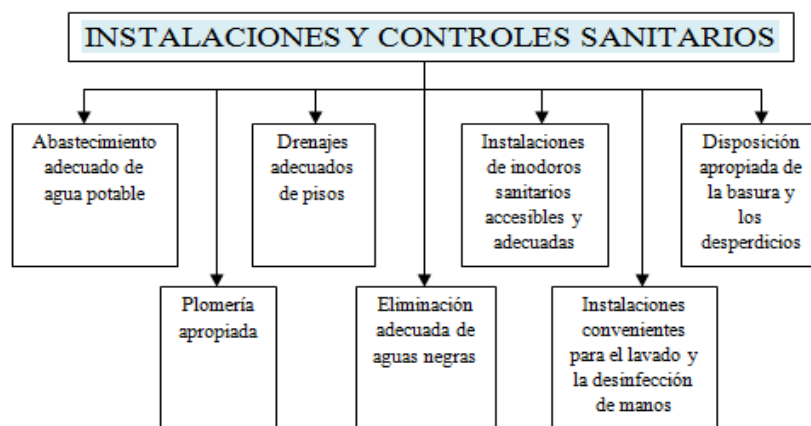 INSTALACIONES Y CONTROLES SANITARIOS
Abastecimiento
adecuado de
agua potable
Drenajes
adecuados
de pisos
Instalaciones
de inodoros
sanitarios
accesibles y
adecuadas
Disposición
apropiada de
la basura y
los
desperdicios
Plomería
apropiada
Eliminación
adecuada de
aguas negras
Instalaciones
convenientes
para el lavado y
la desinfección
de manos